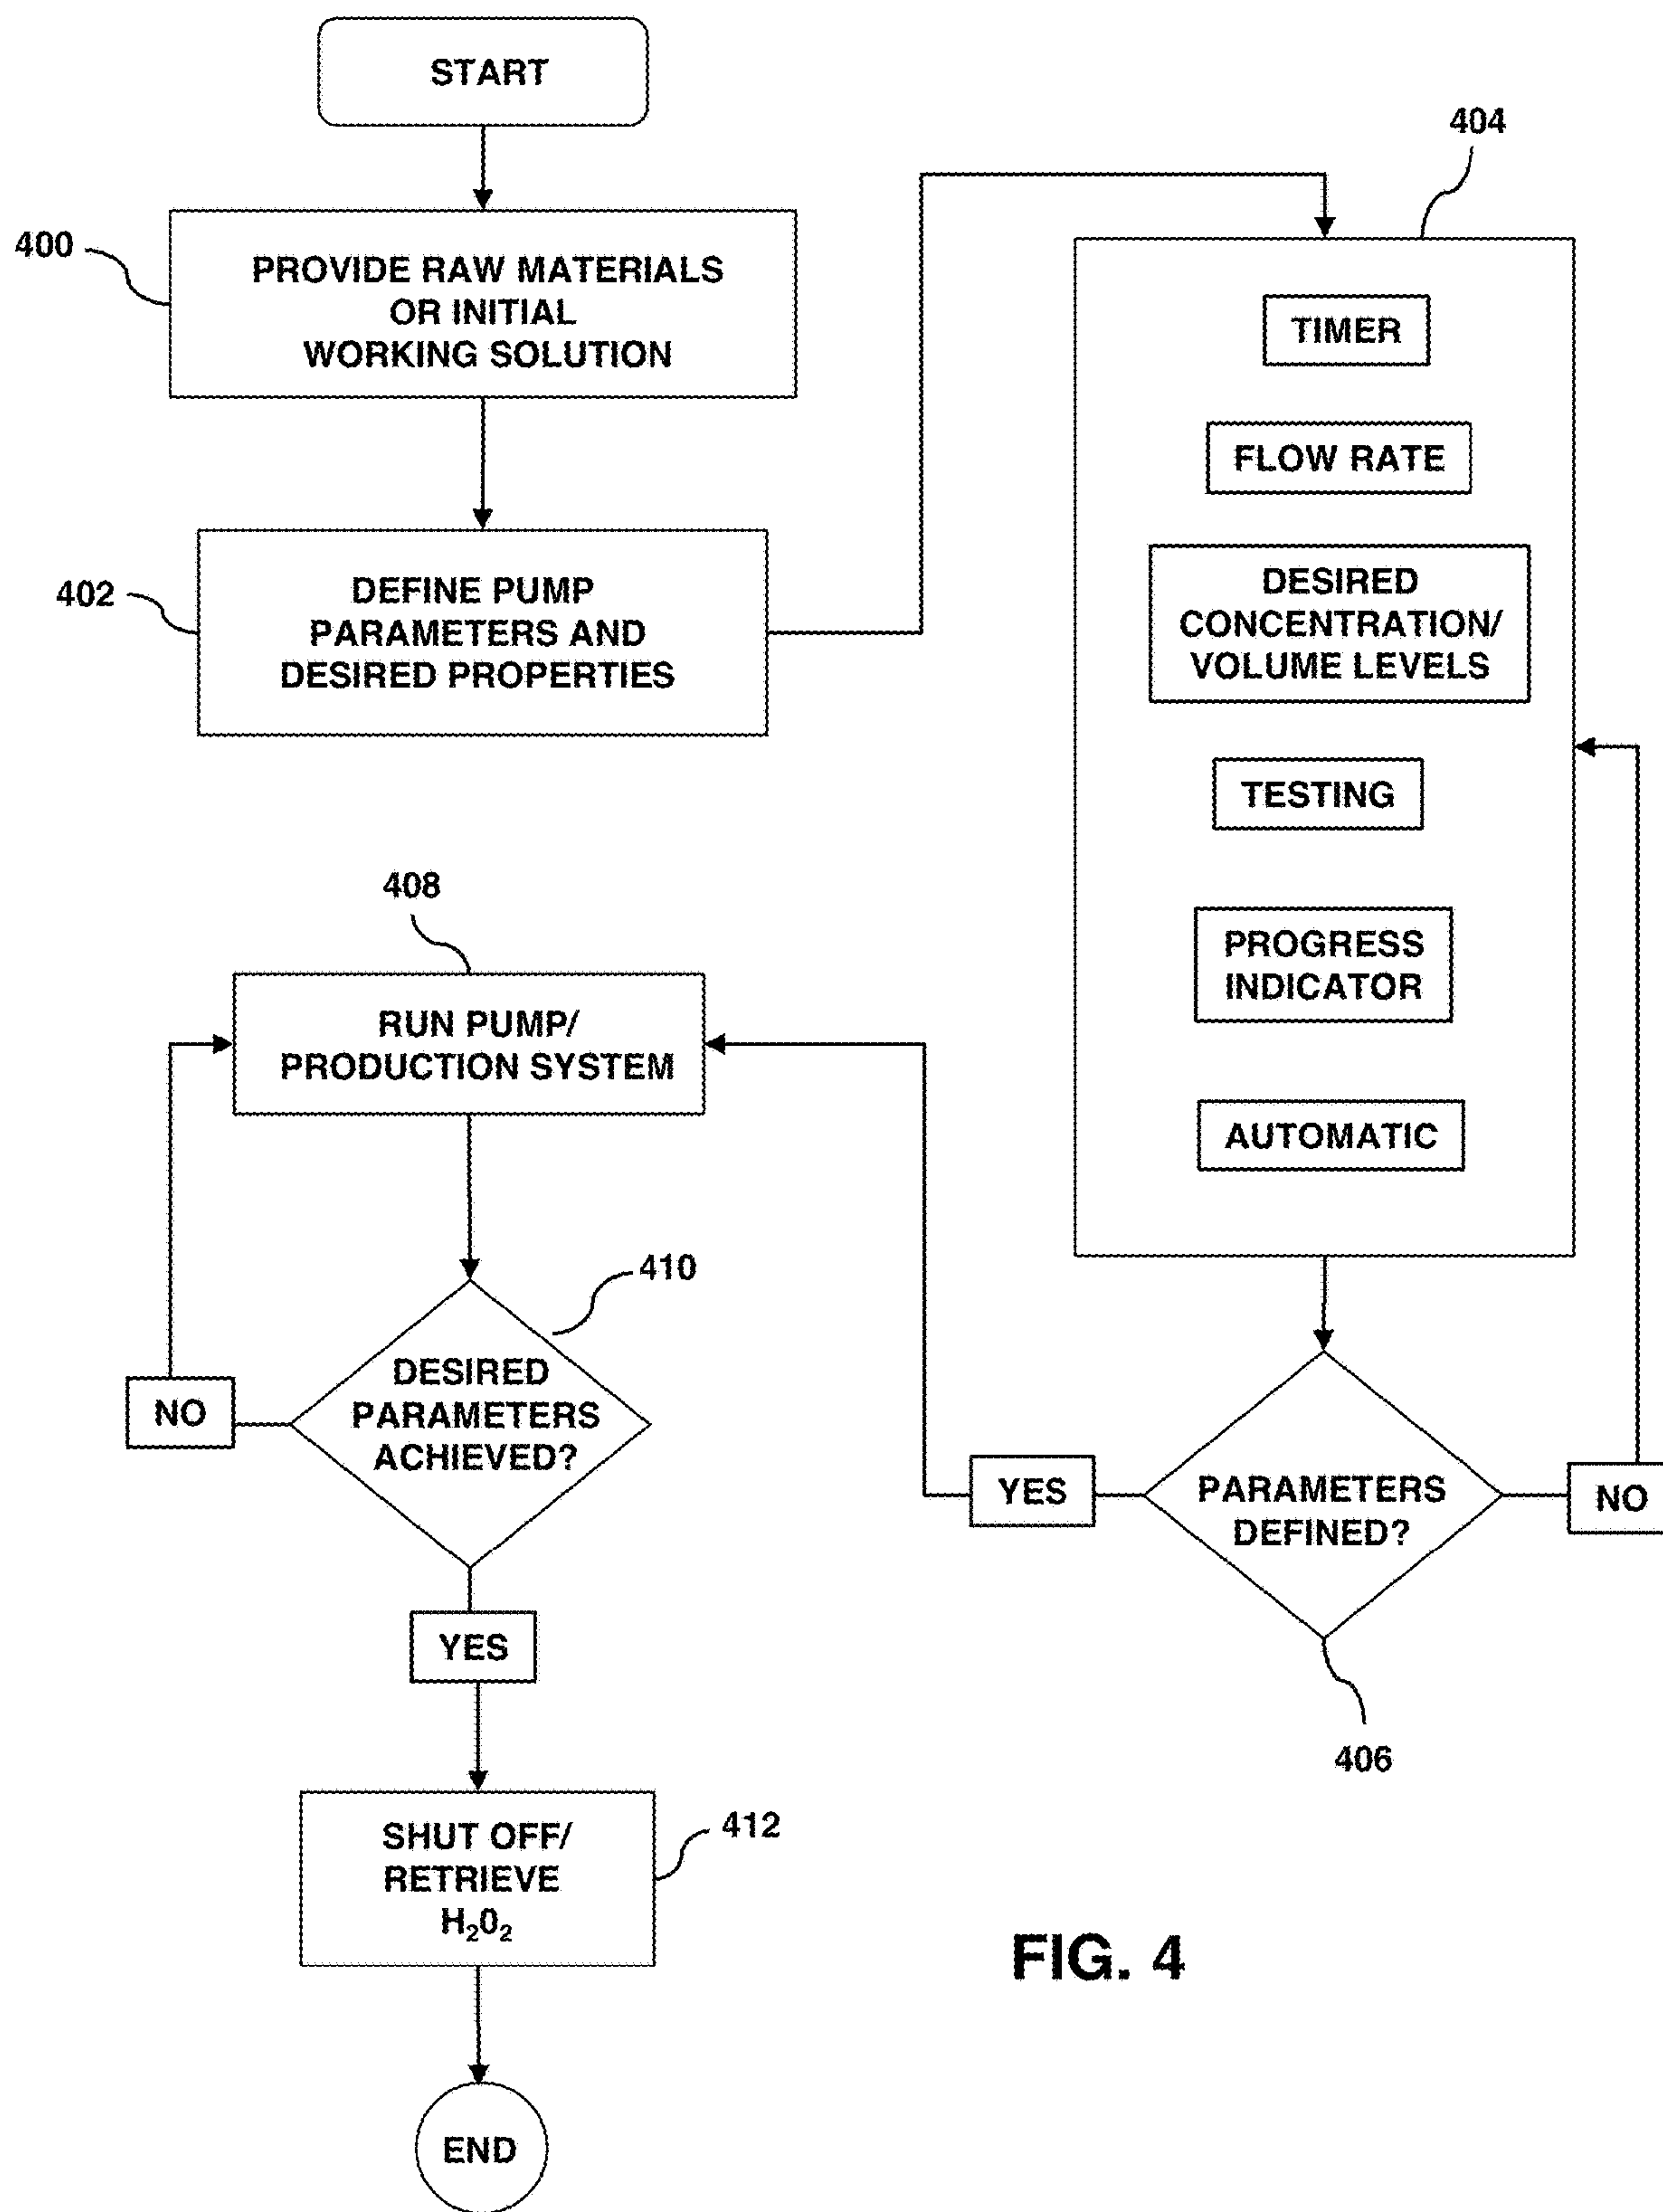 START
400
PROVIDE RAW MATERIALS
OR INITIAL
WORKING SOLUTION
402
DEFINE PUMP
PARAMETERS AND
DESIRED PROPERTIES
404
TIMER
FLOW RATE
DESIRED
CONCENTRATION/
VOLUME LEVELS
TESTING
PROGRESS
INDICATOR
AUTOMATIC
PARAMETERS
DEFINED?
406
YES
NO
408
RUN PUMP/
PRODUCTION SYSTEM
410
DESIRED
PARAMETERS
ACHIEVED?
NO
YES
SHUT OFF/
RETRIEVE
H₂0₂
412
END
FIG. 4